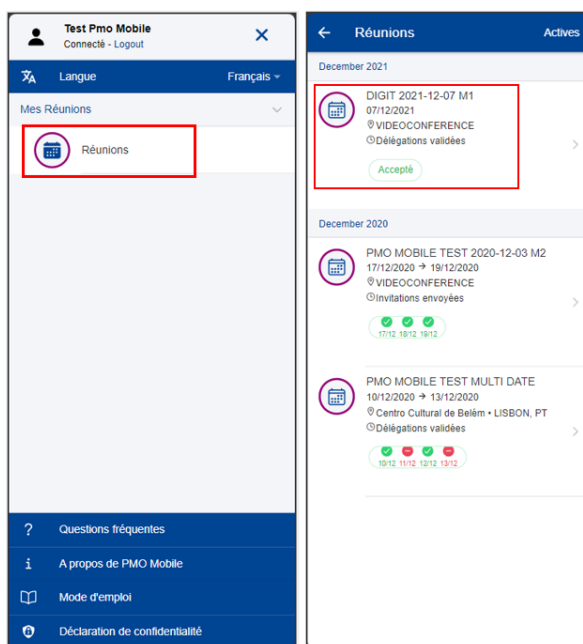 Test Pmo Mobile
Connecté - Logout
Langue
Français
Mes Réunions
Réunions
Questions fréquentes
A propos de PMO Mobile
Mode d'emploi
Déclaration de confidentialité
Réunions
Actives
December 2021
DIGIT 2021-12-07 M1
07/12/2021
VIDEOCONFERENCE
Délégations validées
Accepté
December 2020
PMO MOBILE TEST 2020-12-03 M2
17/12/2020 → 19/12/2020
VIDEOCONFERENCE
Invitations envoyées
17/12 18/12 19/12
PMO MOBILE TEST MULTI DATE
10/12/2020 → 13/12/2020
Centro Cultural de Belém • LISBON, PT
Délégations validées
10/12 11/12 12/12 13/12